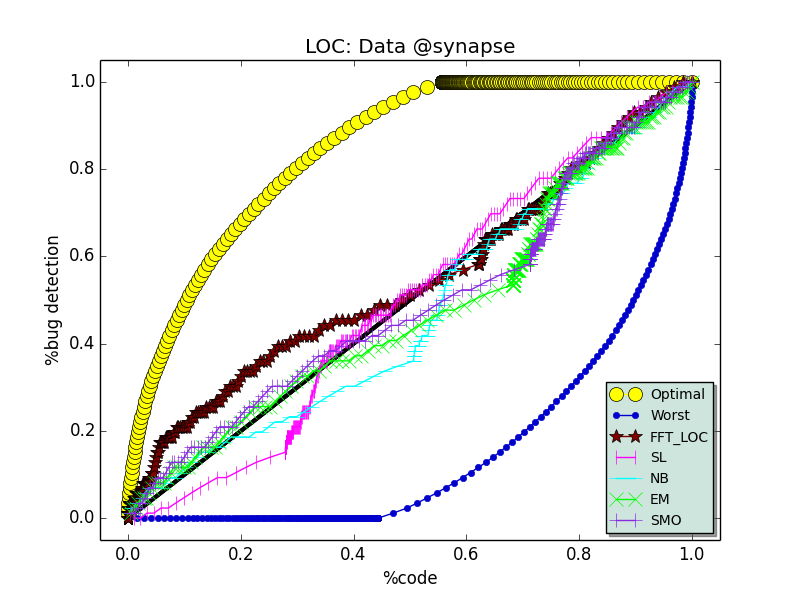 LOC: Data @synapse
1.0
0.8
0.6
0.4
0.2
0.0
%bug detection
Optimal
Worst
FFT_LOC
SL
NB
EM
SMO
0.0 0.2 0.4 0.6 0.8 1.0
%code